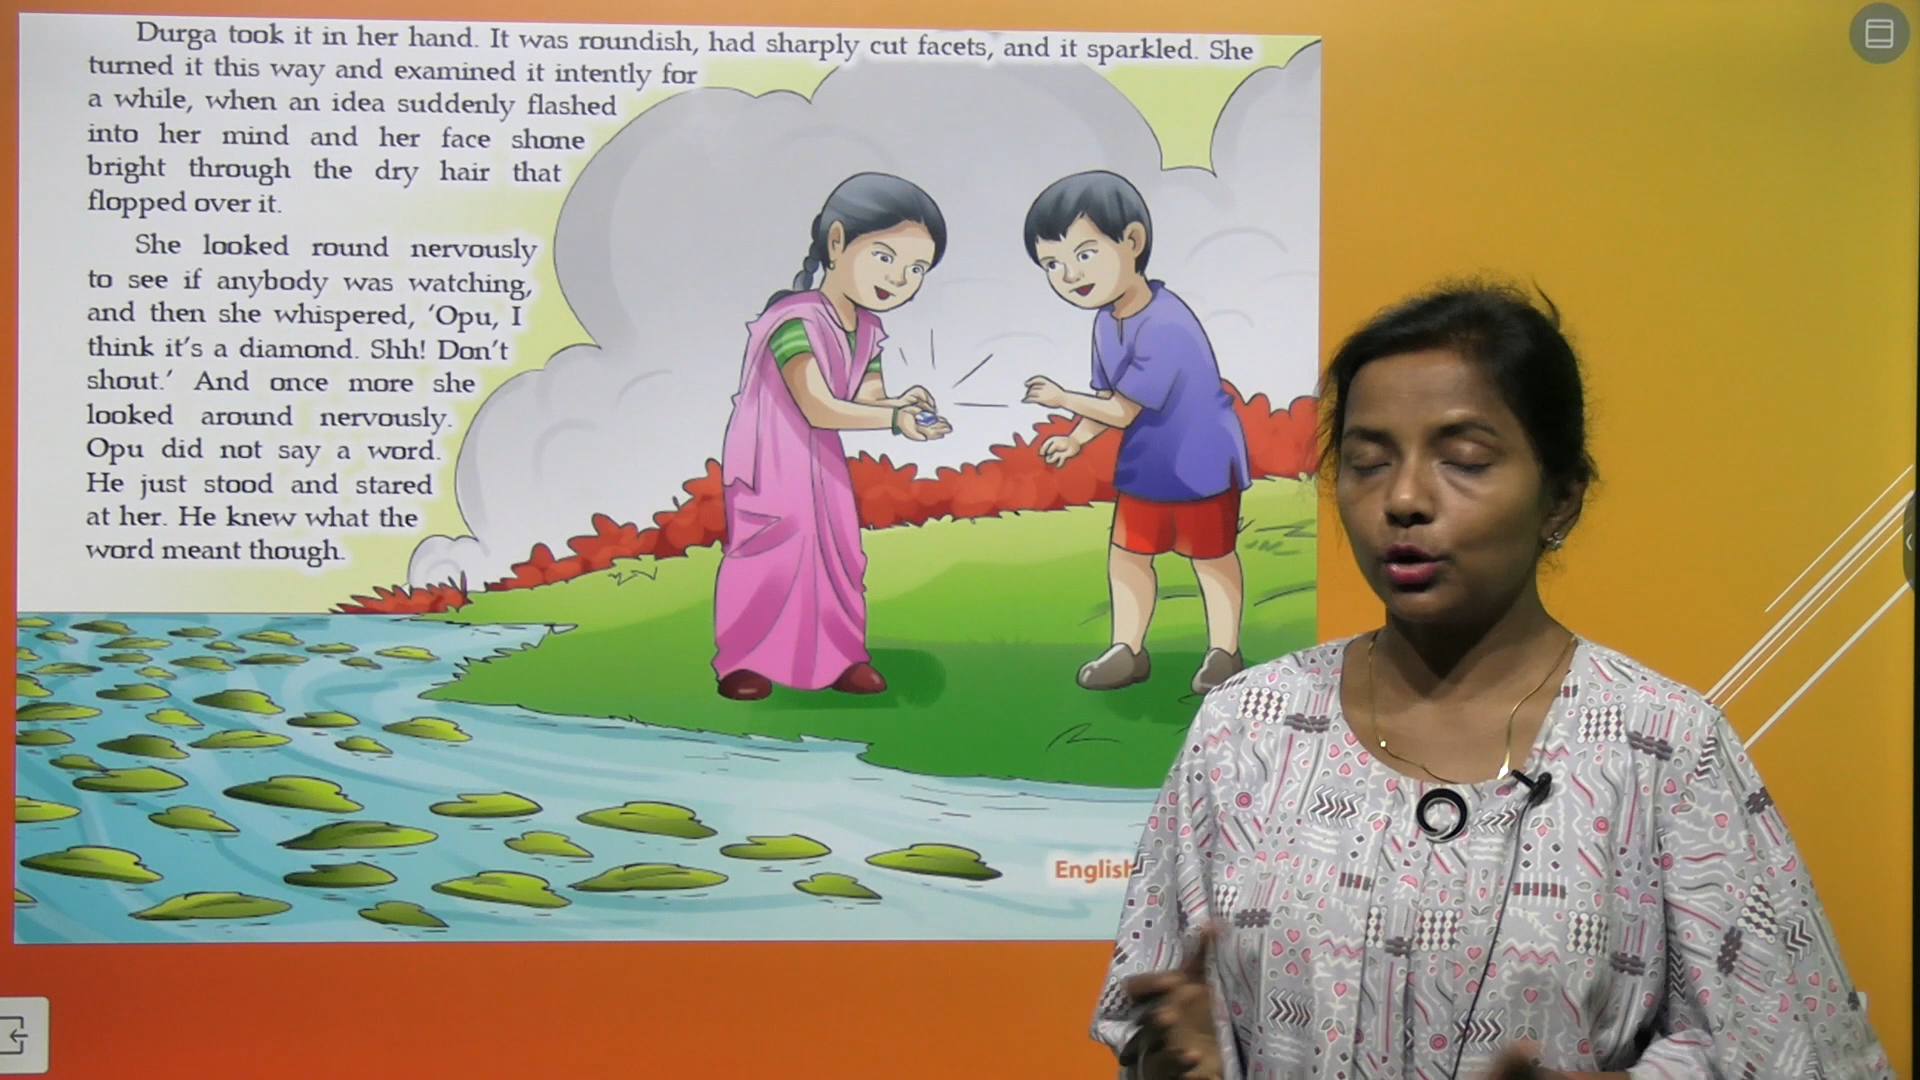 Durga took it in her hand. It was roundish, had sharply cut facets, and it sparkled. She
turned it this way and examined it intently for
a while, when an idea suddenly flashed
into her mind and her face shone
bright through the dry hair that
flopped over it.
She looked round nervously
to see if anybody was watching,
and then she whispered, ‘Opu, I
think it’s a diamond. Shh! Don’t
shout.’ And once more she
looked around nervously.
Opu did not say a word.
He just stood and stared
at her. He knew what the
word meant though.
English